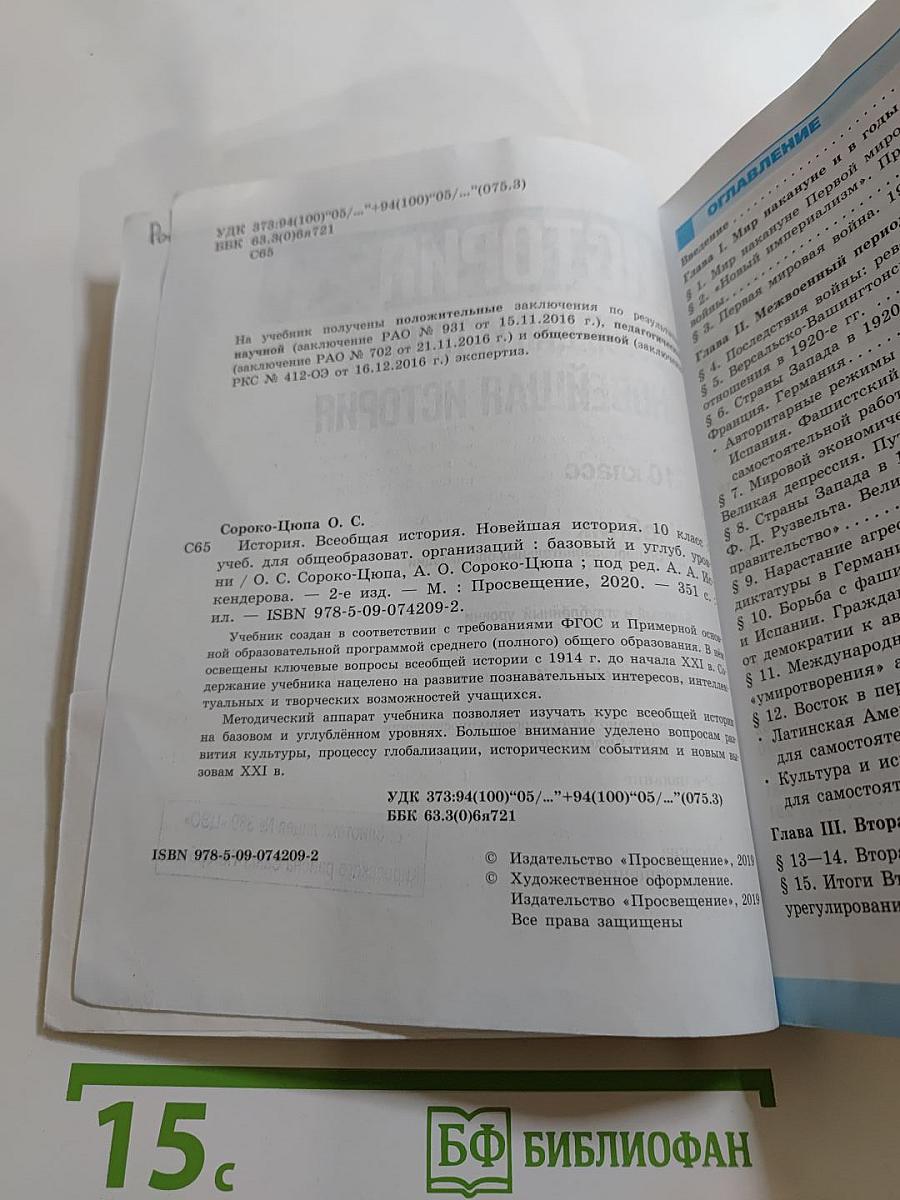 УДК 373:94(100)“05/...”+94(100)“05/...”(075.3)
ББК 63.3(0)6я721
С65
На учебник получены положительные заключения по
научной (заключение РАО № 931 от 15.11.2016 г.),
(заключение РАО № 702 от 21.11.2016 г.) и общественной
РКС № 412-ОЭ от 16.12.2016 г.) экспертиз.
Сороко-Цюпа О. С.
С65 История. Всеобщая история. Новейшая история. 10 класс
учеб. для общеобразоват. организаций : базовый и углуб. уров
ни / О. С. Сороко-Цюпа, А. О. Сороко-Цюпа ; под ред. А. А. Ис
кендерова. — 2-е изд. — М. : Просвещение, 2020. — 351 с. :
ил. — ISBN 978-5-09-074209-2.
Учебник создан в соответствии с требованиями ФГОС и Примерной основ
ной образовательной программой среднего (полного) общего образования. В нём
освещены ключевые вопросы всеобщей истории с 1914 г. до начала XXI в. Со
держание учебника нацелено на развитие познавательных интересов, интеллек
туальных и творческих возможностей учащихся.
Методический аппарат учебника позволяет изучать курс всеобщей истории
на базовом и углублённом уровнях. Большое внимание уделено вопросам раз
вития культуры, процессу глобализации, историческим событиям и новым вы
зовам XXI в.
УДК 373:94(100)“05/...”+94(100)“05/...”(075.3)
ББК 63.3(0)6я721
ISBN 978-5-09-074209-2
© Издательство «Просвещение», 2019
© Художественное оформление.
Издательство «Просвещение», 2019
Все права защищены
ОГЛАВЛЕНИЕ
Введение
Глава I. Мир накануне и в годы
§ 1. Мир накануне Первой
§ 2. «Новый империализм».
войны
§ 3. Первая мировая война.
Глава II. Межвоенный период
§ 4. Последствия войны:
§ 5. Версальско-Вашингтонс
отношения в 1920-е гг.
§ 6. Страны Запада в 1920
Франция. Германия
• Авторитарные режимы
Испания. Фашистский
самостоятельной работ
§ 7. Мировой экономиче
Великая депрессия. Пут
§ 8. Страны Запада в 1
Ф. Д. Рузвельта. Вели
правительство»
§ 9. Нарастание агрес
диктатуры в Германи
§ 10. Борьба с фаши
и Испании. Граждан
от демократии к ав
§ 11. Международн
«умиротворения» а
§ 12. Восток в пер
• Латинская Аме
для самостояте
• Культура и ис
для самостоят
Глава III. Втора
§ 13—14. Втора
§ 15. Итоги Вт
урегулировани
15 с
БФ БИБЛИОФАН